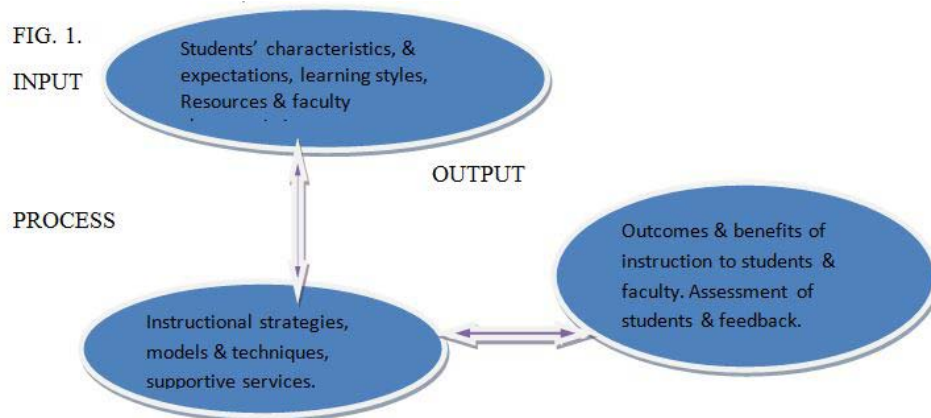 FIG. 1.
INPUT
Students’ characteristics, &
expectations, learning styles,
Resources & faculty
OUTPUT
PROCESS
Outcomes & benefits of
instruction to students &
faculty. Assessment of
students & feedback.
Instructional strategies,
models & techniques,
supportive services.